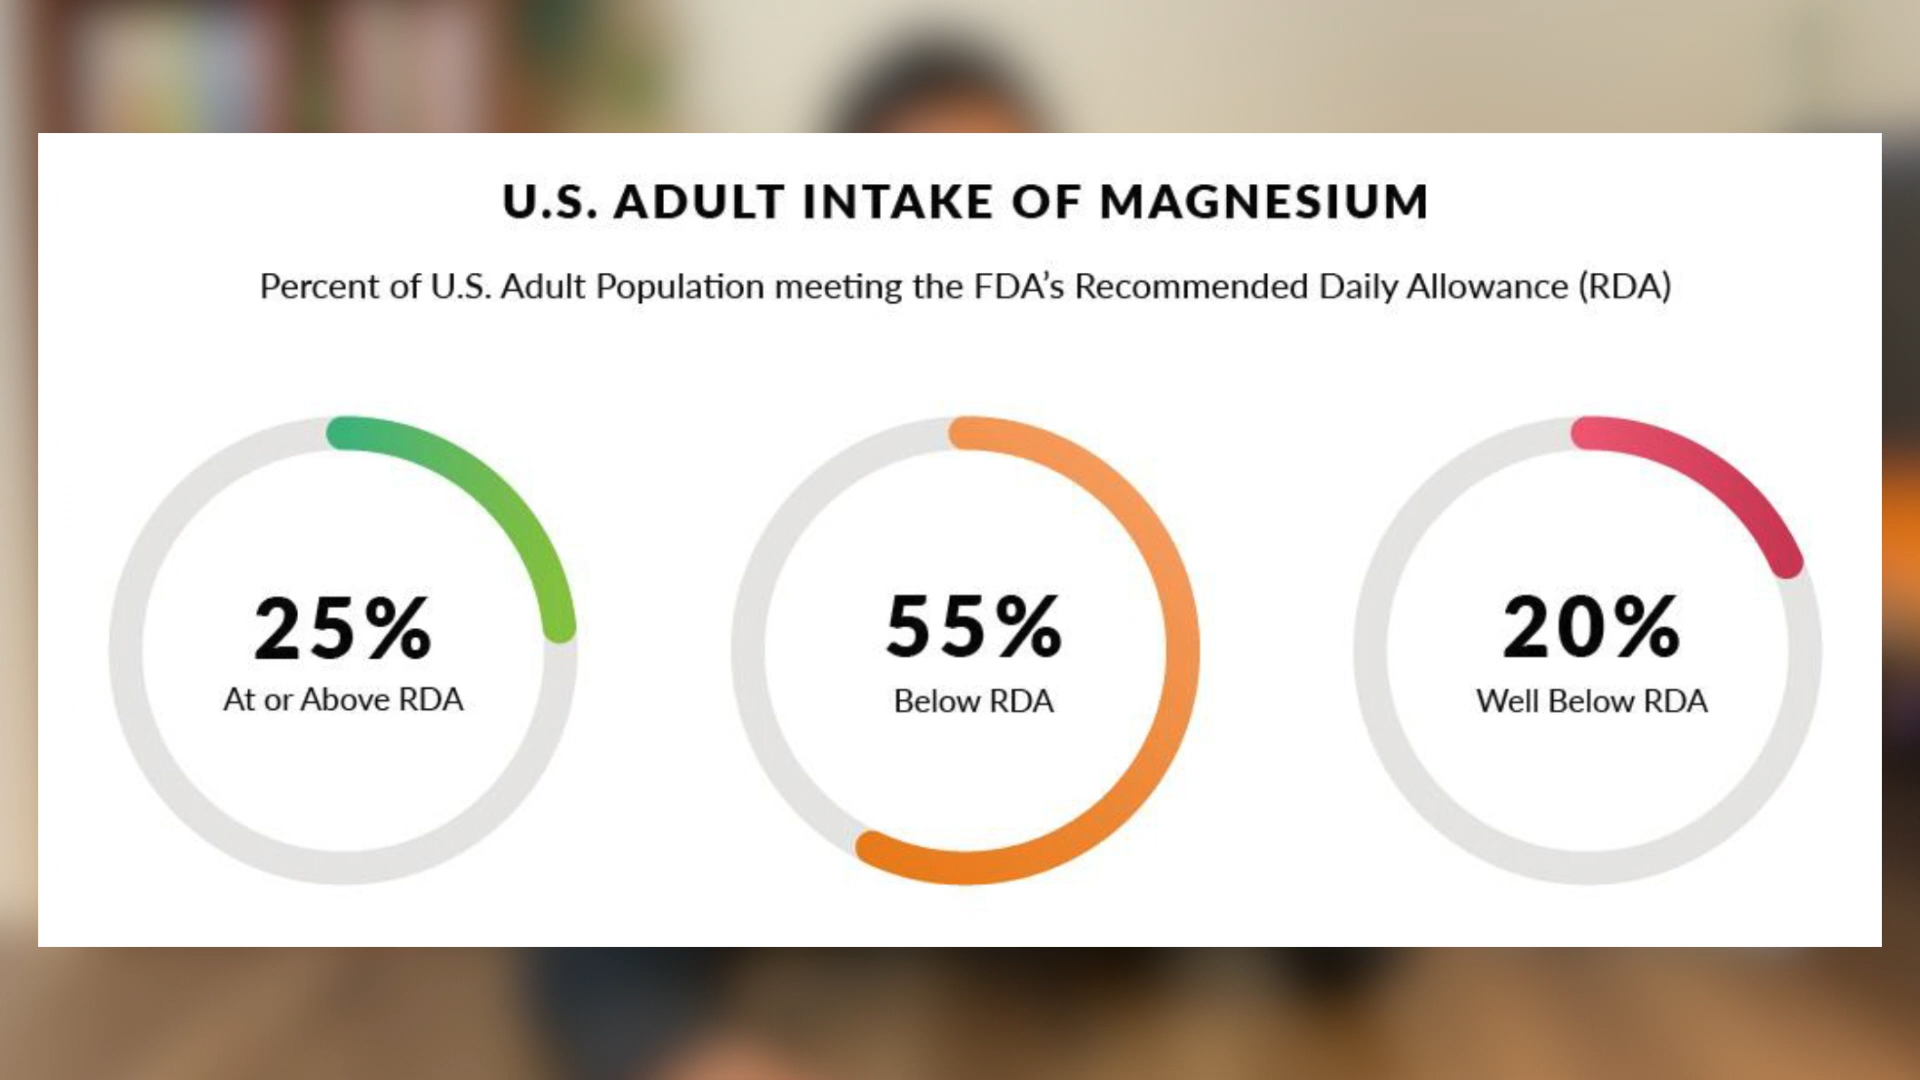 U.S. ADULT INTAKE OF MAGNESIUM
Percent of U.S. Adult Population meeting the FDA's Recommended Daily Allowance (RDA)
25%
At or Above RDA
55%
Below RDA
20%
Well Below RDA